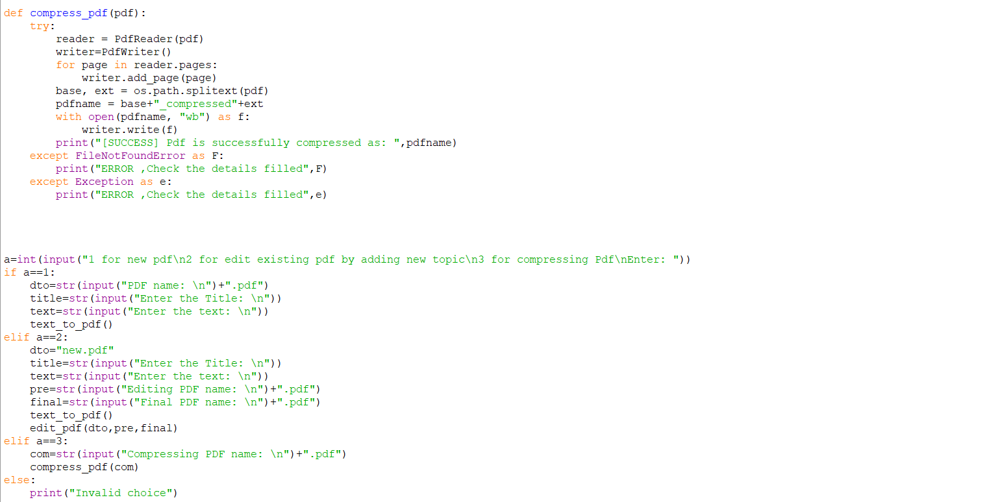 def compress_pdf(pdf):
    try:
        reader = PdfReader(pdf)
        writer=PdfWriter()
        for page in reader.pages:
            writer.add_page(page)
        base, ext = os.path.splitext(pdf)
        pdfname = base+"_compressed"+ext
        with open(pdfname, "wb") as f:
            writer.write(f)
        print("[SUCCESS] Pdf is successfully compressed as: ",pdfname)
    except FileNotFoundError as F:
        print("ERROR ,Check the details filled",F)
    except Exception as e:
        print("ERROR ,Check the details filled",e)
a=int(input("1 for new pdf\n2 for edit existing pdf by adding new topic\n3 for compressing Pdf\nEnter: "))
if a==1:
    dto=str(input("PDF name: \n")+".pdf")
    title=str(input("Enter the Title: \n"))
    text=str(input("Enter the text: \n"))
    text_to_pdf()
elif a==2:
    dto="new.pdf"
    title=str(input("Enter the Title: \n"))
    text=str(input("Enter the text: \n"))
    pre=str(input("Editing PDF name: \n")+".pdf")
    final=str(input("Final PDF name: \n")+".pdf")
    text_to_pdf()
    edit_pdf(dto,pre,final)
elif a==3:
    com=str(input("Compressing PDF name: \n")+".pdf")
    compress_pdf(com)
else:
    print("Invalid choice")